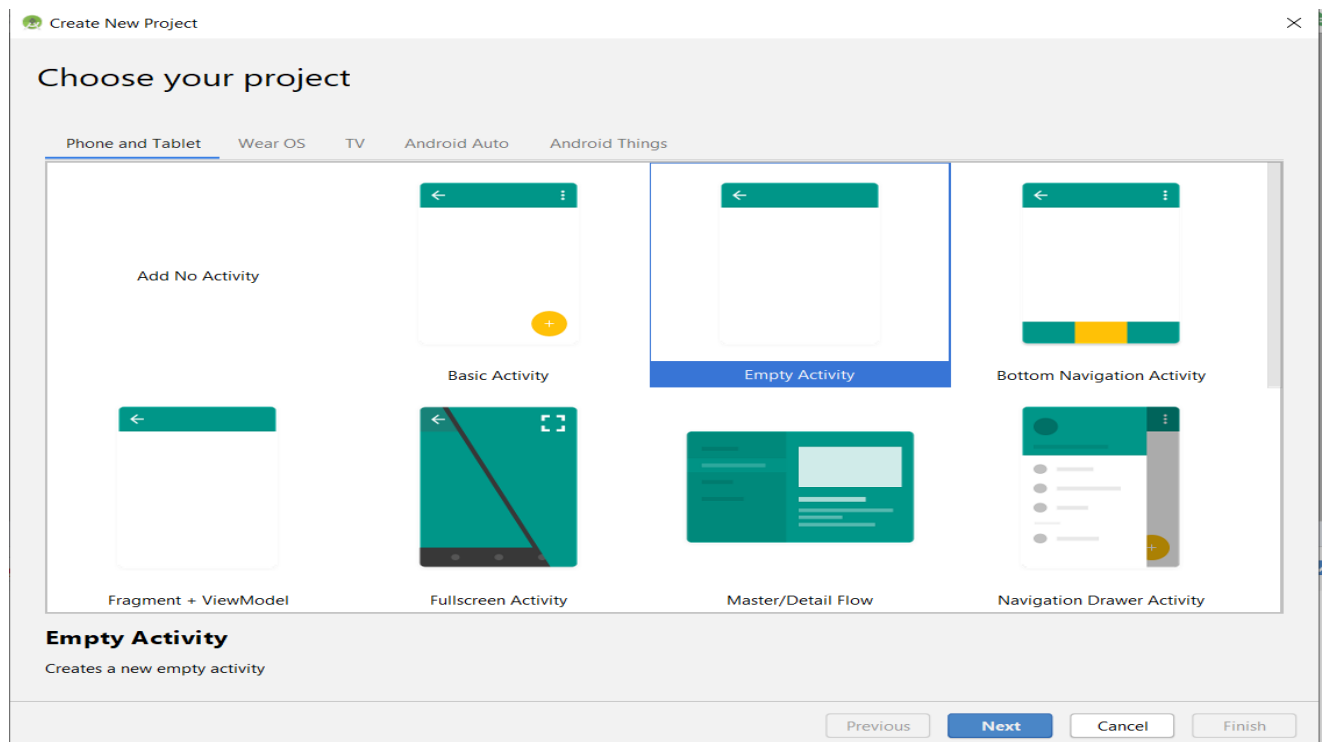 Create New Project
Choose your project
Phone and Tablet Wear OS TV Android Auto Android Things
Add No Activity
Basic Activity
Empty Activity
Bottom Navigation Activity
Fragment + ViewModel
Fullscreen Activity
Master/Detail Flow
Navigation Drawer Activity
Empty Activity
Creates a new empty activity
Previous Next Cancel Finish